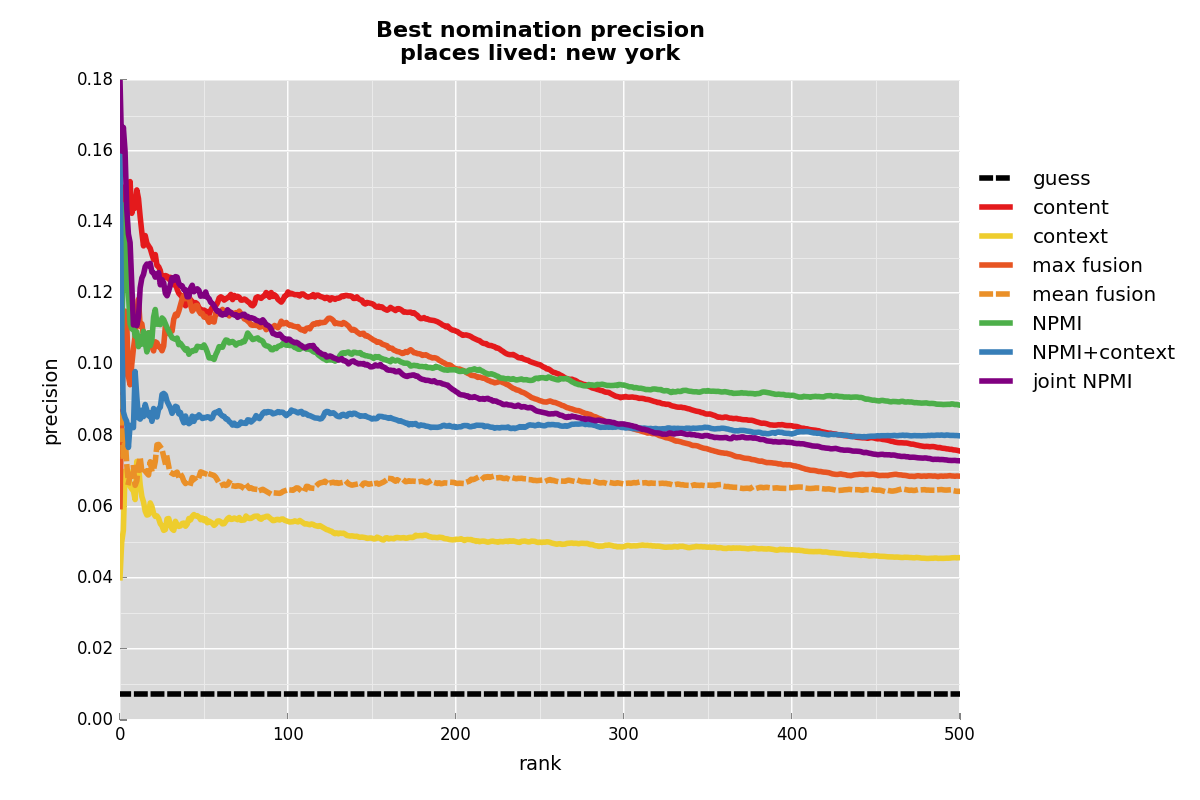 Best nomination precision
places lived: new york
precision
0.18
0.16
0.14
0.12
0.10
0.08
0.06
0.04
0.02
0.00
0 100 200 300 400 500
rank
guess
content
context
max fusion
mean fusion
NPMI
NPMI+context
joint NPMI